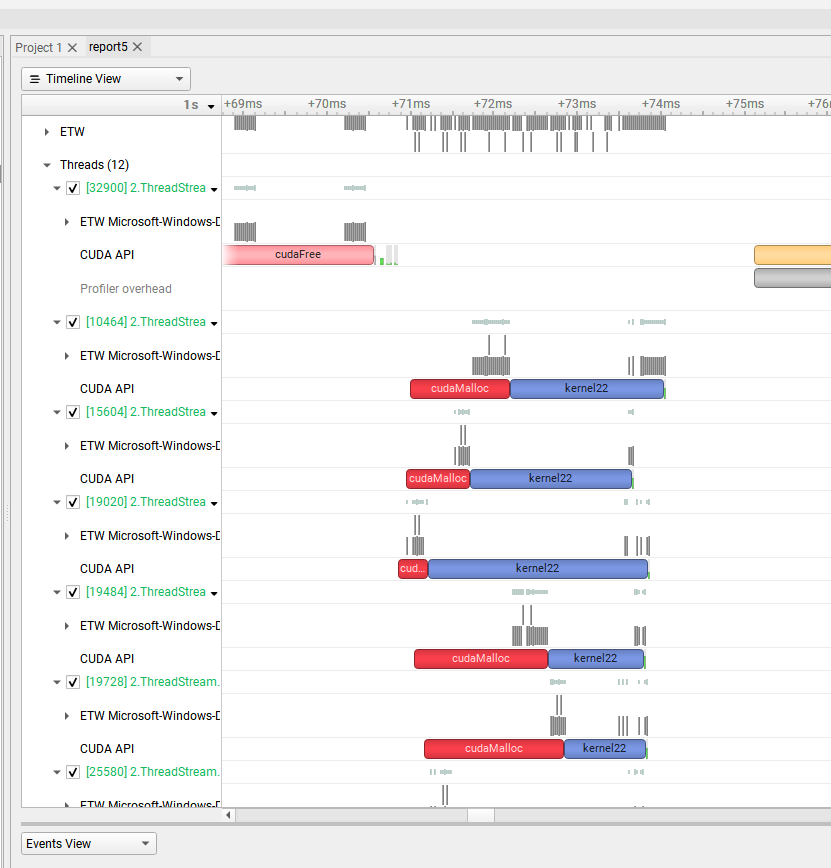 Project 1 report5
Timeline View
1s +69ms +70ms +71ms +72ms +73ms +74ms +75ms +76m
ETW
Threads (12)
[32900] 2.ThreadStrea
ETW Microsoft-Windows-D
CUDA API cudaFree
Profiler overhead
[10464] 2.ThreadStrea
ETW Microsoft-Windows-D
CUDA API cudaMalloc kernel22
[15604] 2.ThreadStrea
ETW Microsoft-Windows-D
CUDA API cudaMalloc kernel22
[19020] 2.ThreadStrea
ETW Microsoft-Windows-D
CUDA API cud... kernel22
[19484] 2.ThreadStrea
ETW Microsoft-Windows-D
CUDA API cudaMalloc kernel22
[19728] 2.ThreadStream.
ETW Microsoft-Windows-D
CUDA API cudaMalloc kernel22
[25580] 2.ThreadStream.
ETW Microsoft-Windows-D
Events View